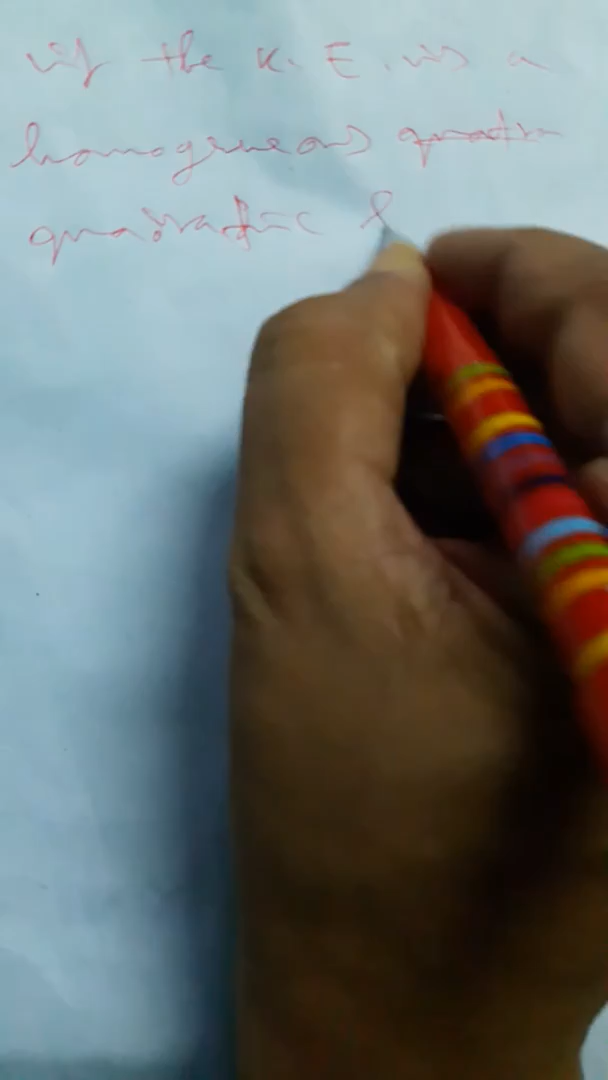 if the K.E. is a
homogeneous
quadratic